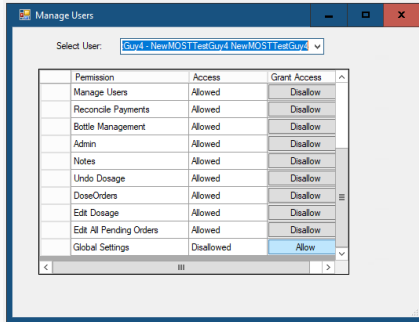 Manage Users
Select User: :Guy4 - NewMOSTTestGuy4 NewMOSTTestGuy4
Permission Access Grant Access
Manage Users Allowed Disallow
Reconcile Payments Allowed Disallow
Bottle Management Allowed Disallow
Admin Allowed Disallow
Notes Allowed Disallow
Undo Dosage Allowed Disallow
DoseOrders Allowed Disallow
Edit Dosage Allowed Disallow
Edit All Pending Orders Allowed Disallow
Global Settings Disallowed Allow